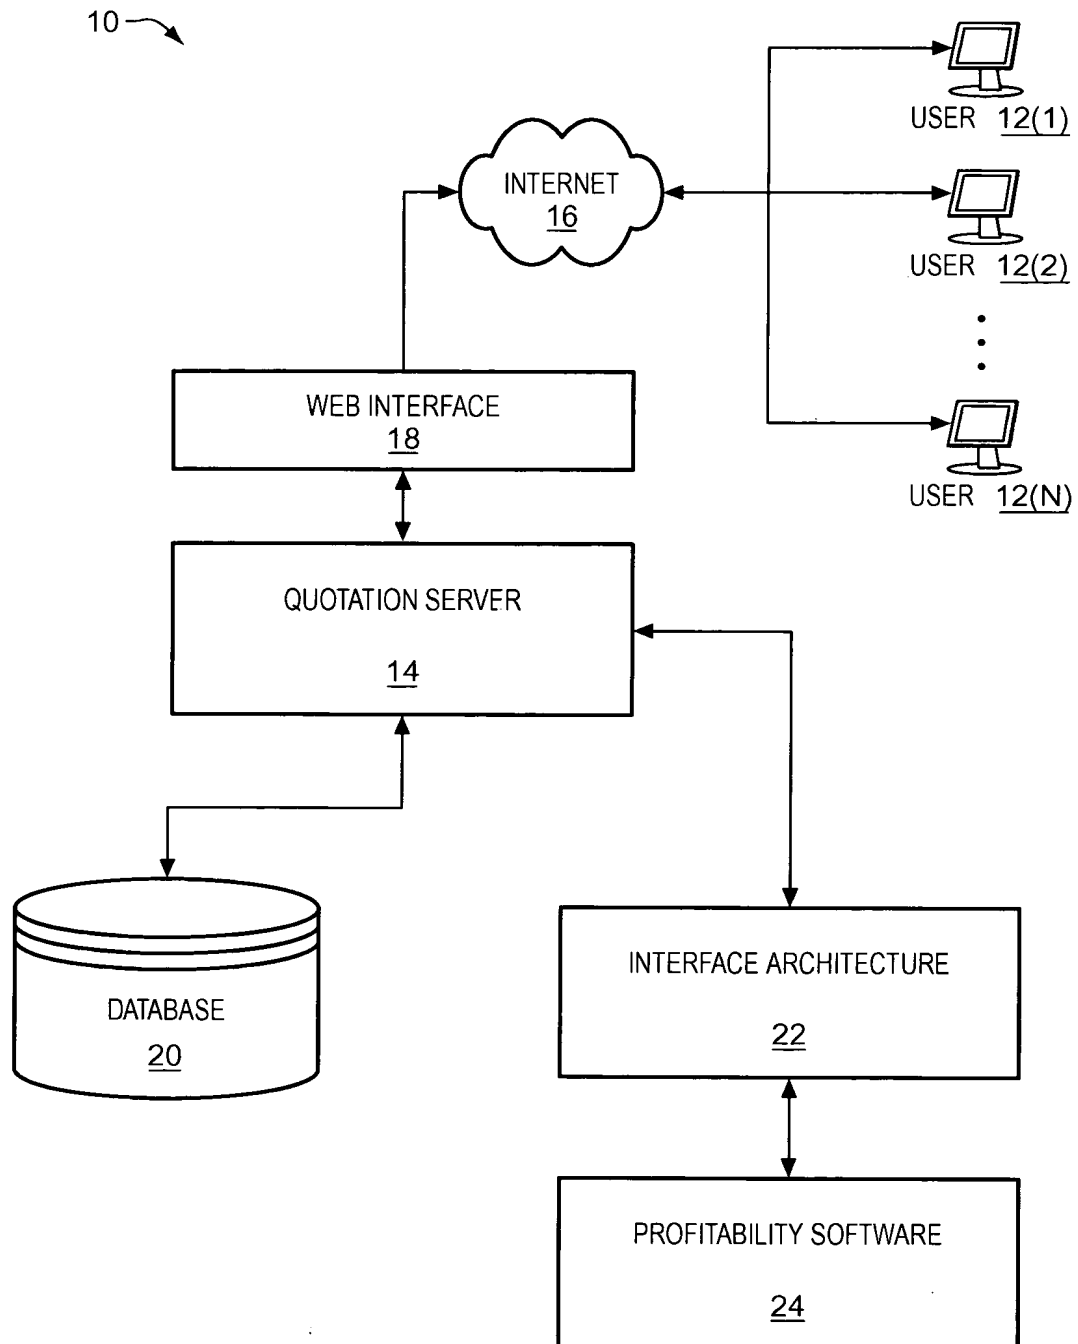 10
USER 12(1)
INTERNET
16
USER 12(2)
WEB INTERFACE
18
USER 12(N)
QUOTATION SERVER
14
DATABASE
20
INTERFACE ARCHITECTURE
22
PROFITABILITY SOFTWARE
24